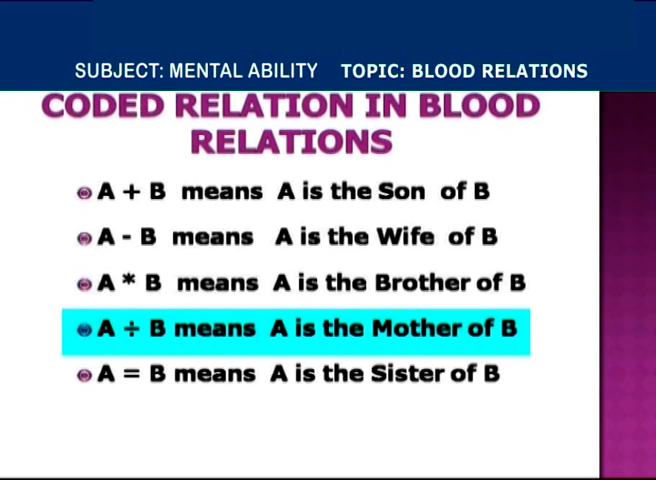 SUBJECT: MENTAL ABILITY TOPIC: BLOOD RELATIONS
CODED RELATION IN BLOOD
RELATIONS
A + B means A is the Son of B
A - B means A is the Wife of B
A * B means A is the Brother of B
A ÷ B means A is the Mother of B
A = B means A is the Sister of B